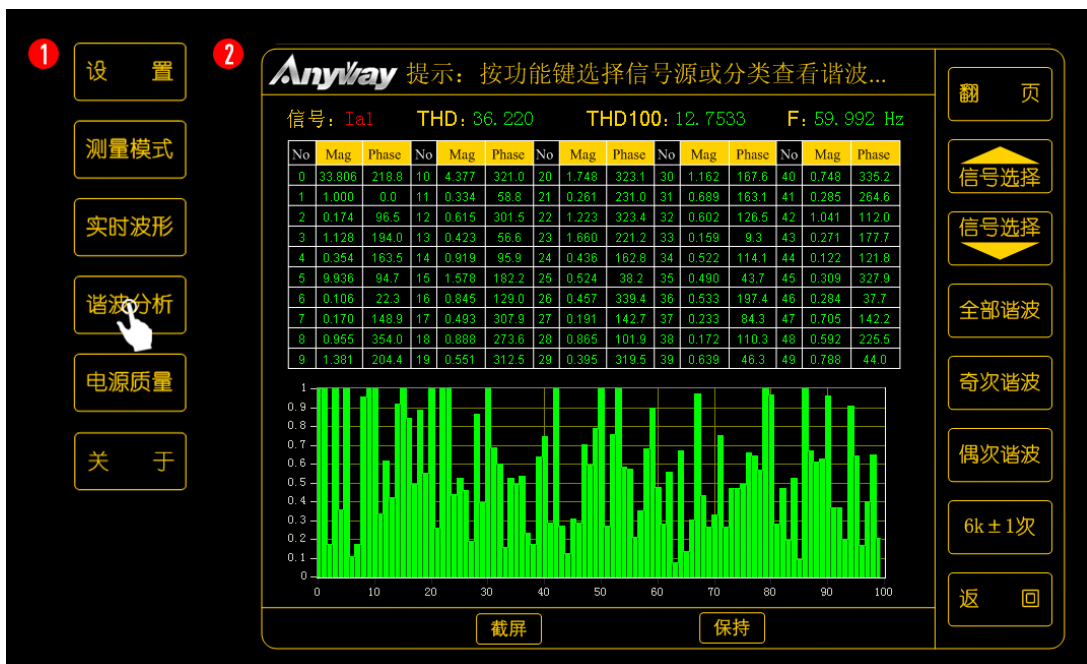 1
设 置
测量模式
实时波形
谐波分析
电源质量
关 于
2
Anyway 提示：按功能键选择信号源或分类查看谐波...
信号：Ia1 THD：36.220 THD100：12.7533 F：59.992 Hz
No Mag Phase No Mag Phase No Mag Phase No Mag Phase No Mag Phase
0 33.806 218.8 10 4.377 321.0 20 1.748 323.1 30 1.162 167.6 40 0.748 335.2
1 1.000 0.0 11 0.334 58.8 21 0.261 231.0 31 0.689 163.1 41 0.285 264.6
2 0.174 96.5 12 0.615 301.5 22 1.223 323.4 32 0.602 126.5 42 1.041 112.0
3 1.128 194.0 13 0.423 56.6 23 1.660 221.2 33 0.159 9.3 43 0.271 177.7
4 0.354 163.5 14 0.919 95.9 24 0.436 162.8 34 0.522 114.1 44 0.122 121.8
5 9.936 94.7 15 1.578 182.2 25 0.524 38.2 35 0.490 43.7 45 0.309 327.9
6 0.106 22.3 16 0.845 129.0 26 0.457 339.4 36 0.533 197.4 46 0.284 37.7
7 0.170 148.9 17 0.493 307.9 27 0.191 142.7 37 0.233 84.3 47 0.705 142.2
8 0.955 354.0 18 0.888 273.6 28 0.865 101.9 38 0.172 110.3 48 0.592 225.5
9 1.381 204.4 19 0.551 312.5 29 0.395 319.5 39 0.639 46.3 49 0.788 44.0
1
0.9
0.8
0.7
0.6
0.5
0.4
0.3
0.2
0.1
0
0 10 20 30 40 50 60 70 80 90 100
截屏 保持
翻 页
信号选择
信号选择
全部谐波
奇次谐波
偶次谐波
6k±1次
返 回